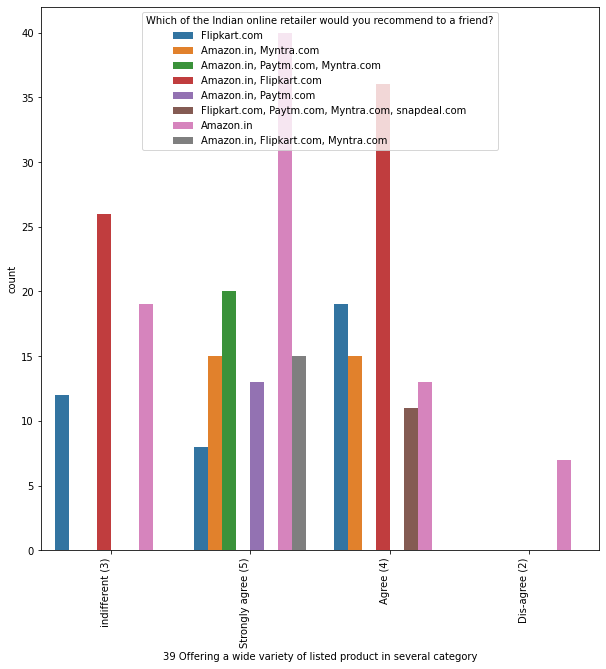 Which of the Indian online retailer would you recommend to a friend?
Flipkart.com
Amazon.in, Myntra.com
Amazon.in, Paytm.com, Myntra.com
Amazon.in, Flipkart.com
Amazon.in, Paytm.com
Flipkart.com, Paytm.com, Myntra.com, snapdeal.com
Amazon.in
Amazon.in, Flipkart.com, Myntra.com
40
35
30
25
20
15
10
5
0
count
indifferent (3)
Strongly agree (5)
Agree (4)
Dis-agree (2)
39 Offering a wide variety of listed product in several category